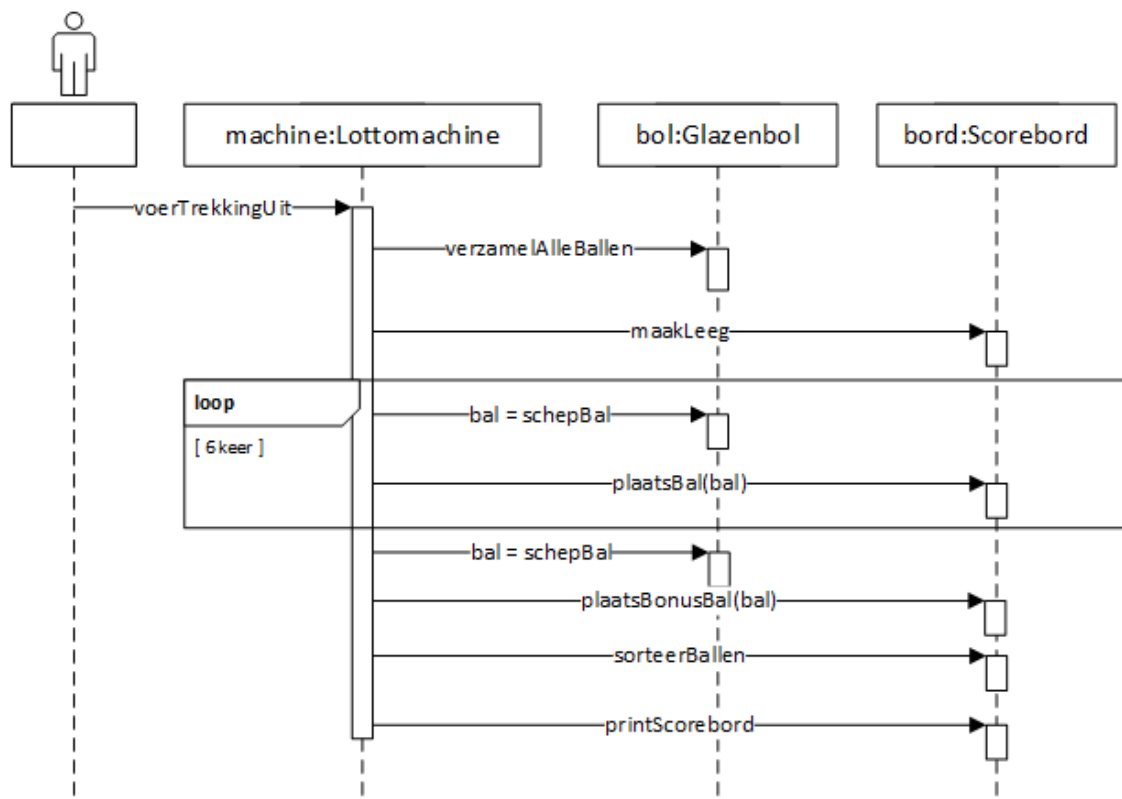 machine:Lottomachine
bol:Glazenbol
bord:Scorebord
voerTrekkingUit
verzamelAlleBallen
maakLeeg
loop
bal = schepBal
[ 6 keer ]
plaatsBal(bal)
bal = schepBal
plaatsBonusBal(bal)
sorteerBallen
printScorebord